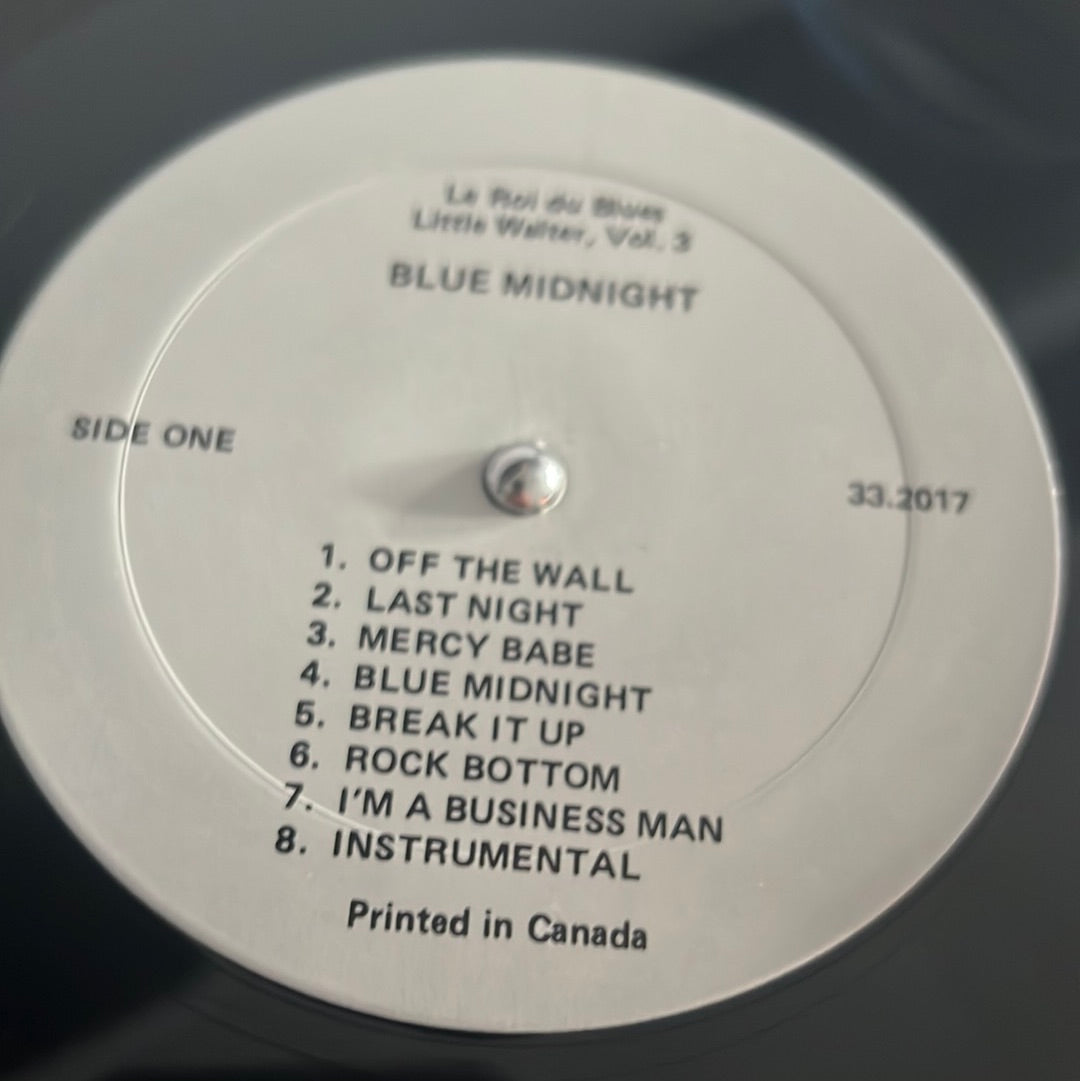 Le Roi du Blues
Little Walter, Vol. 3
BLUE MIDNIGHT
SIDE ONE
33.2017
1. OFF THE WALL
2. LAST NIGHT
3. MERCY BABE
4. BLUE MIDNIGHT
5. BREAK IT UP
6. ROCK BOTTOM
7. I'M A BUSINESS MAN
8. INSTRUMENTAL
Printed in Canada